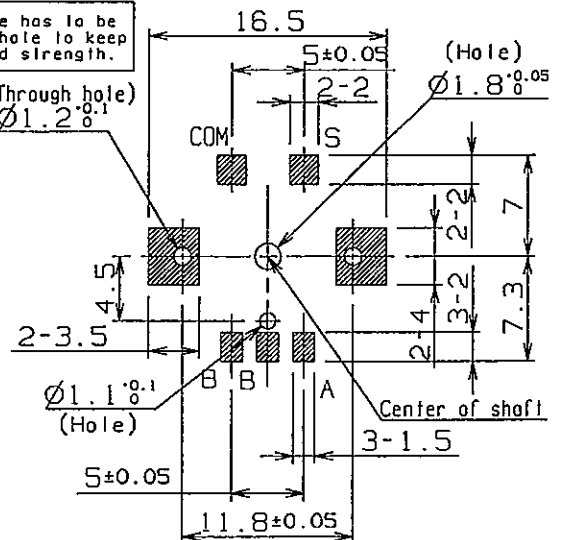 e has to be
hole to keep
d strength.
16.5
5±0.05
(Hole)
Ø1.8 +0.05 0
2-2
Through hole)
Ø1.2 +0.1 0
COM
S
2-2
7
4.5
2-4
3-2
7.3
2-3.5
B
B
A
Ø1.1 +0.1 0
(Hole)
Center of shaft
3-1.5
5±0.05
11.8±0.05